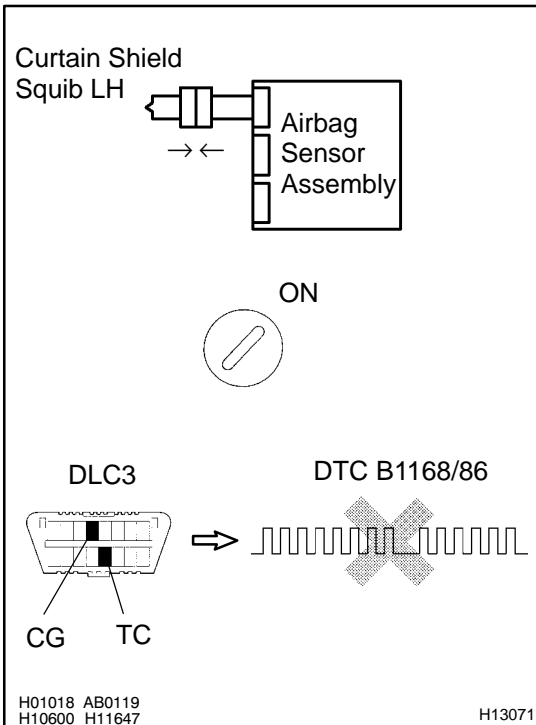 Curtain Shield
Squib LH
Airbag
Sensor
Assembly
ON
DLC3
DTC B1168/86
CG
TC
H01018 AB0119
H10600 H11647
H13071